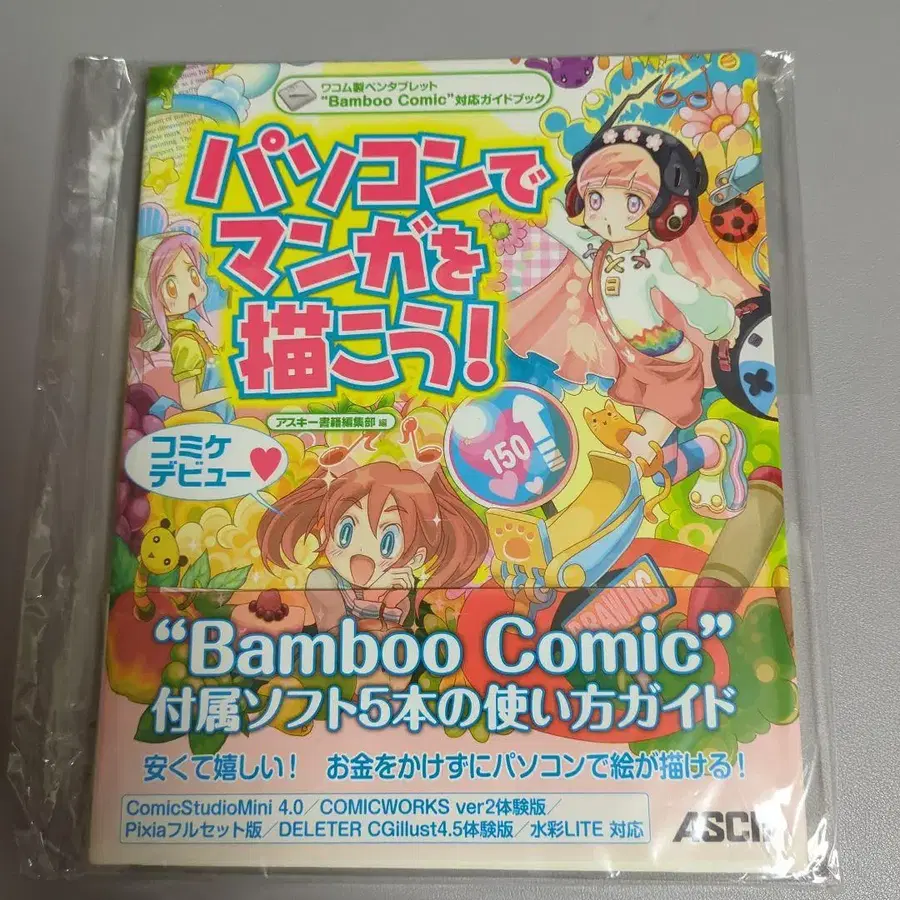 ワコム製ペンタブレット
“Bamboo Comic”対応ガイドブック
パソコンで
マンガを
描こう!
アスキー書籍編集部 編
コミケ
デビュー♥
150
“Bamboo Comic”
付属ソフト5本の使い方ガイド
安くて嬉しい! お金をかけずにパソコンで絵が描ける!
ComicStudioMini 4.0/COMICWORKS ver2体験版/
Pixiaフルセット版/DELETER CGillust4.5体験版/水彩LITE 対応
ASCII